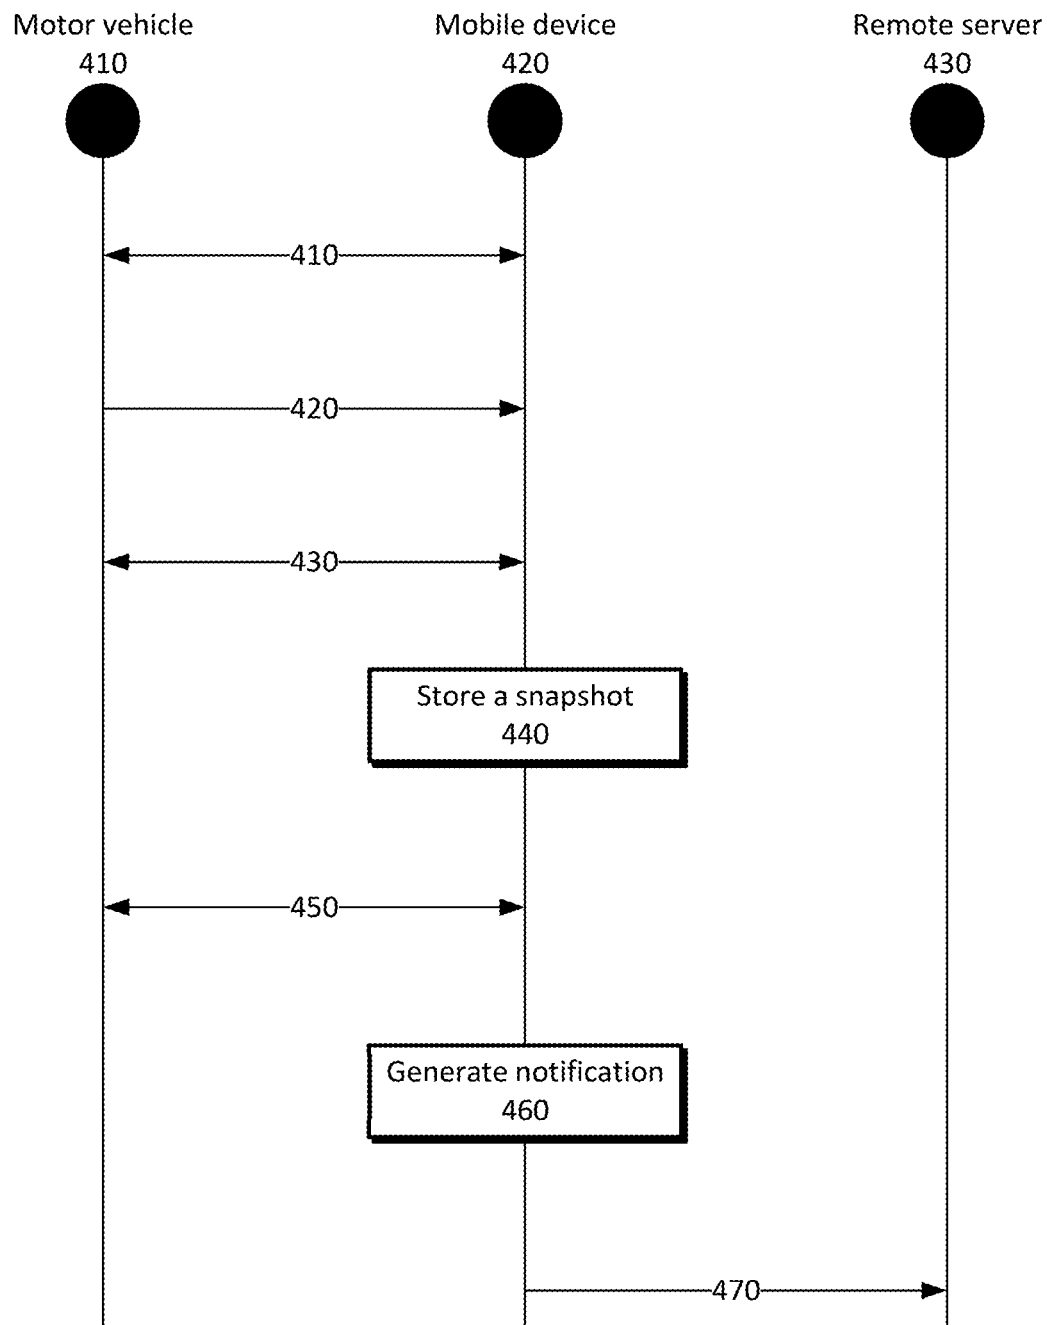 Motor vehicle
410
Mobile device
420
Remote server
430
410
420
430
Store a snapshot
440
450
Generate notification
460
470